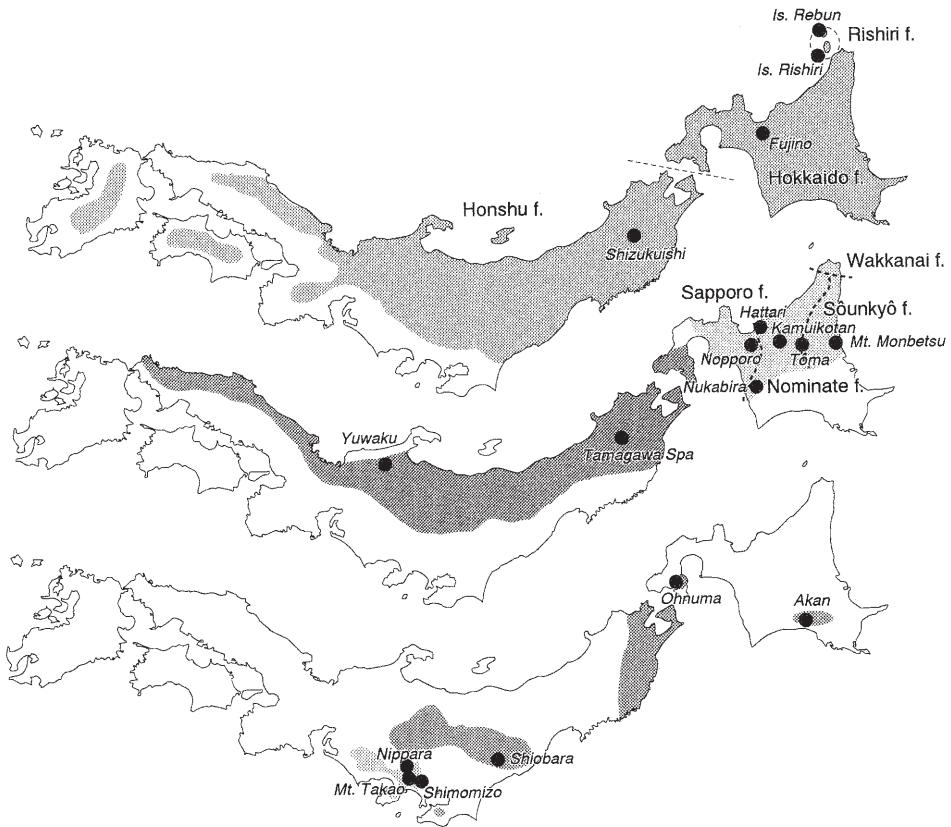 Is. Rebun
Rishiri f.
Is. Rishiri
Fujino
Hokkaido f.
Honshu f.
Shizukuishi
Wakkanai f.
Sapporo f.
Sôunkyô f.
Hattari
Kamuikotan
Mt. Monbetsu
Nopporo
Toma
Nukabira
Nominate f.
Yuwaku
Tamagawa Spa
Ohnuma
Akan
Nippara
Shiobara
Mt. Takao
Shimomizo